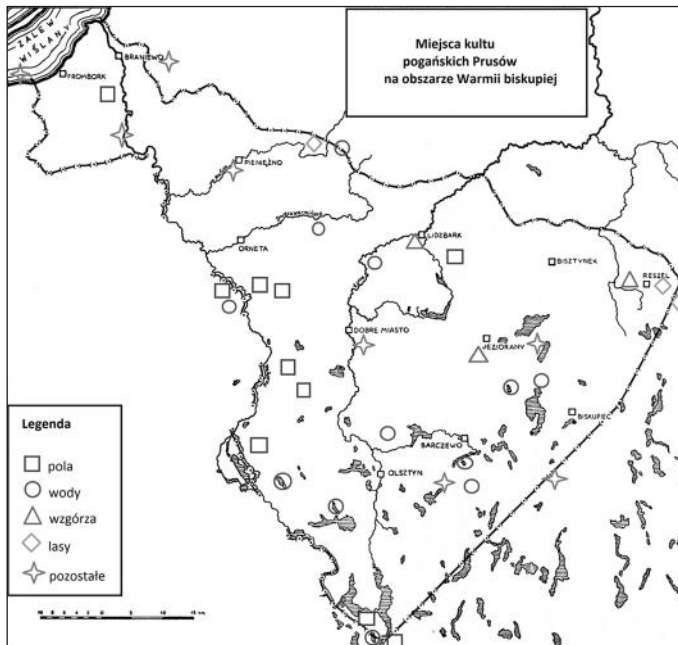 Miejsca kultu
pogańskich Prusów
na obszarze Warmii biskupiej
ZALEW
WIŚLANY
BRANIEWO
FROMBORK
PIENIĘŻNO
ORNETA
LIDZBARK
BISZTYNEK
RESZEL
DOBRE MIASTO
JEZIORANY
BISKUPIEC
BARCZEWO
OLSZTYN
Legenda
pola
wody
wzgórza
lasy
pozostałe